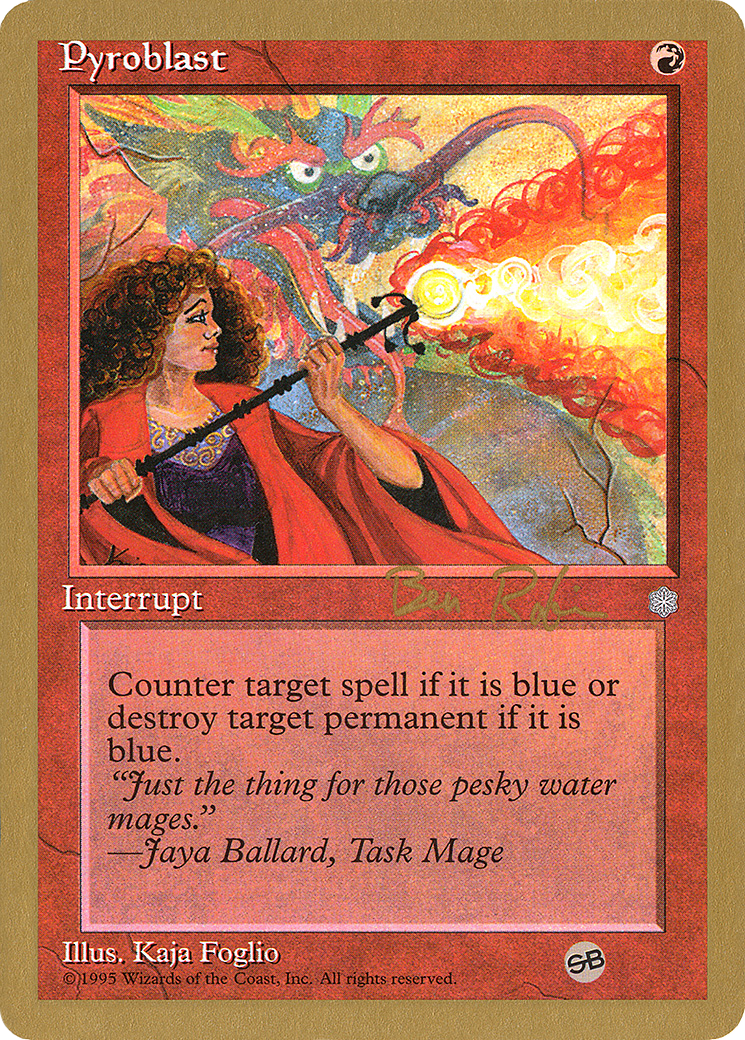 Pyroblast
Ben
Interrupt
Counter target spell if it is blue or
destroy target permanent if it is
blue.
“Just the thing for those pesky water
mages.”
—Jaya Ballard, Task Mage
Illus. Kaja Foglio
SB
©1995 Wizards of the Coast, Inc. All rights reserved.